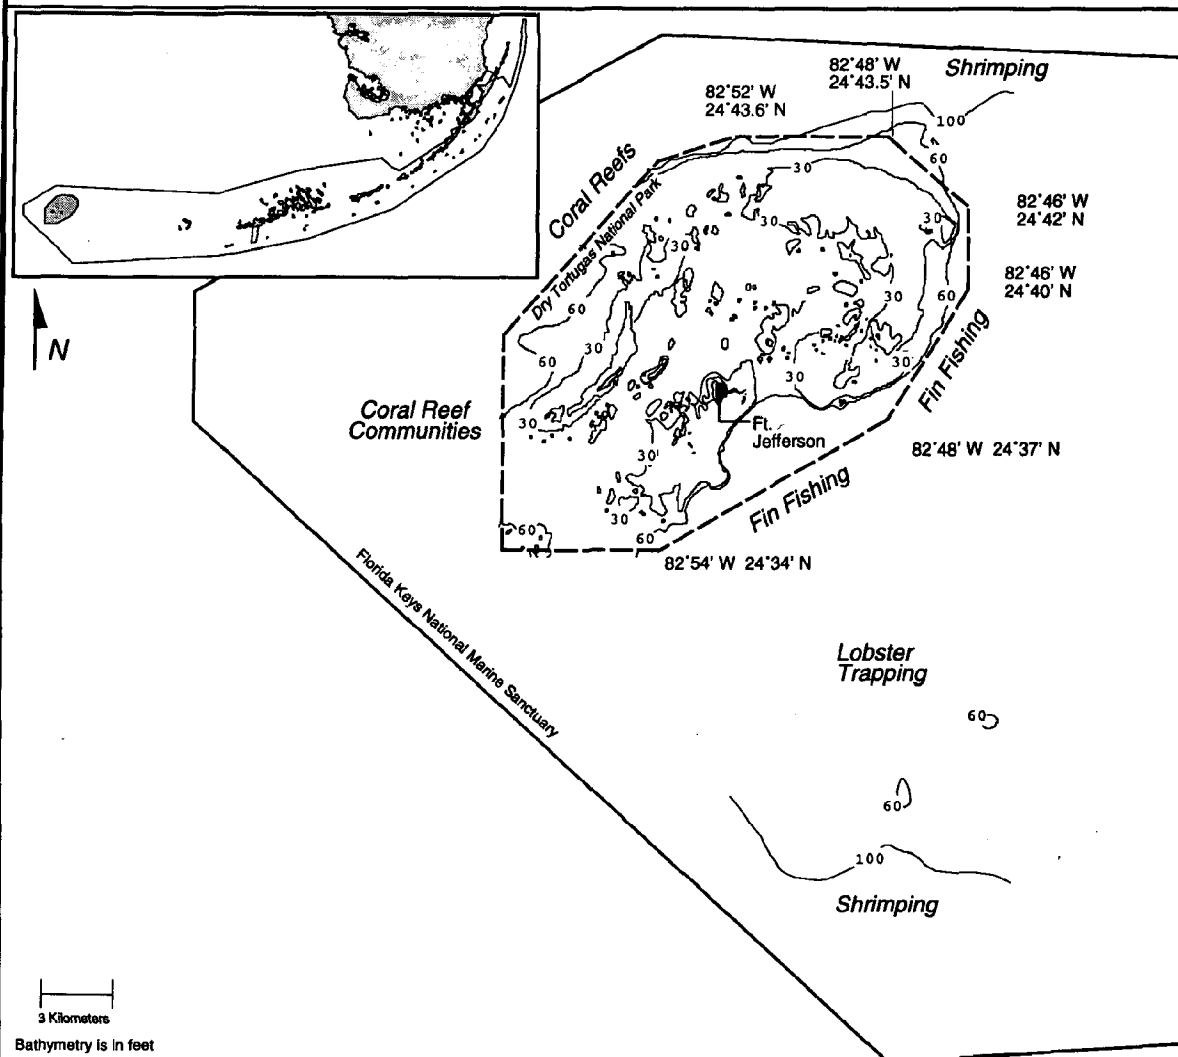 82°48' W
24°43.5' N
Shrimping
82°52' W
24°43.6' N
100
60
Coral Reefs
Dry Tortugas National Park
30
30
30
30
82°46' W
24°42' N
82°46' W
24°40' N
60
30
60
60
30
30
30
Fin Fishing
N
Coral Reef
Communities
30
Ft.
Jefferson
82°48' W 24°37' N
30
Fin Fishing
30
60
60
82°54' W 24°34' N
Florida Keys National Marine Sanctuary
Lobster
Trapping
60
60
100
Shrimping
3 Kilometers
Bathymetry is in feet